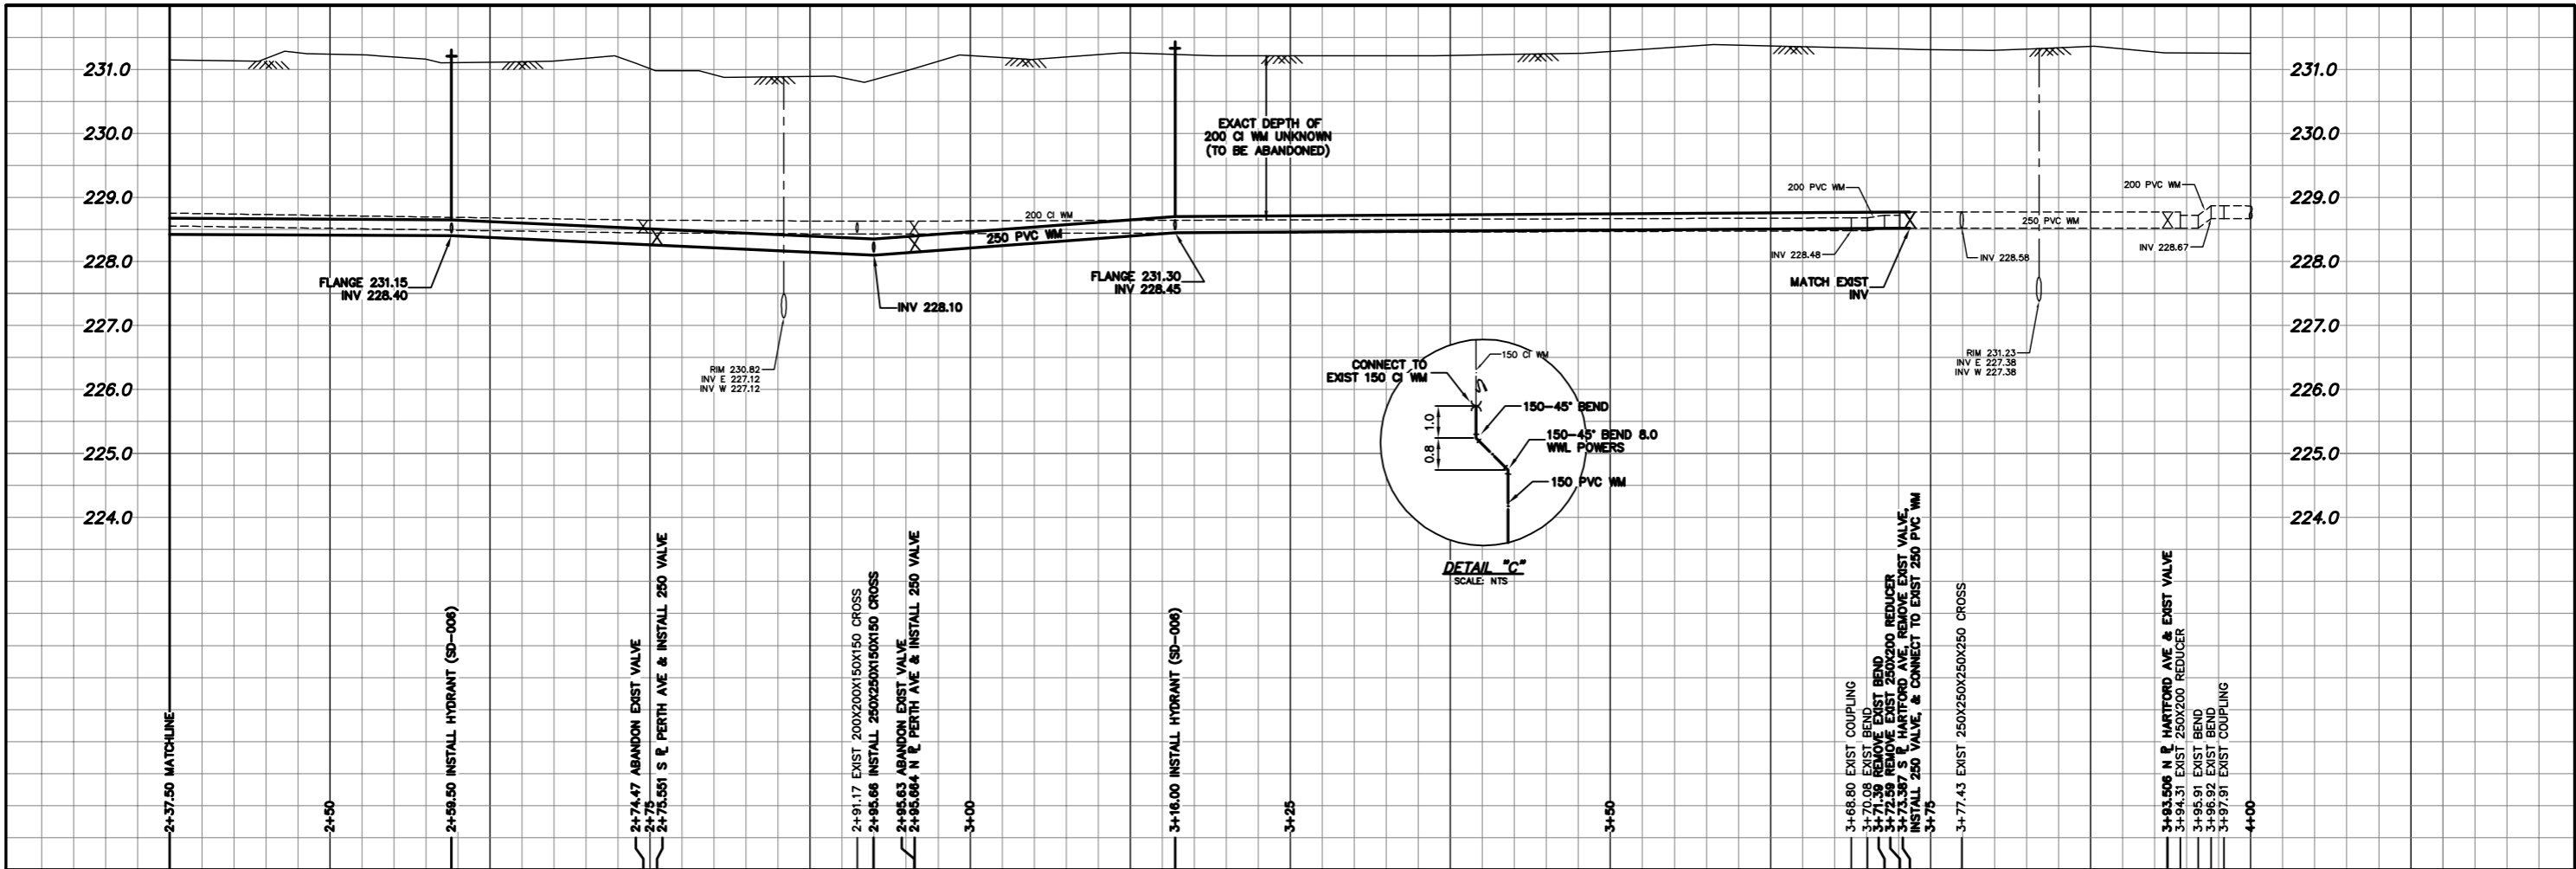 231.0
230.0
229.0
228.0
227.0
226.0
225.0
224.0
231.0
230.0
229.0
228.0
227.0
226.0
225.0
224.0
EXACT DEPTH OF
200 CI WM UNKNOWN
(TO BE ABANDONED)
200 CI WM
250 PVC WM
200 PVC WM
250 PVC WM
200 PVC WM
FLANGE 231.15
INV 228.40
INV 228.10
FLANGE 231.30
INV 228.45
INV 228.48
MATCH EXIST
INV
INV 228.58
INV 228.67
RIM 230.82
INV E 227.12
INV W 227.12
RIM 231.23
INV E 227.38
INV W 227.38
150 CI WM
CONNECT TO
EXIST 150 CI WM
150-45° BEND
1.0
0.8
150-45° BEND 8.0
WWL POWERS
150 PVC WM
DETAIL "C"
SCALE: NTS
2+37.50 MATCHLINE
2+50
2+59.50 INSTALL HYDRANT (SD-006)
2+74.47 ABANDON EXIST VALVE
2+75
2+75.551 S PL PERTH AVE & INSTALL 250 VALVE
2+91.17 EXIST 200X200X150X150 CROSS
2+95.66 INSTALL 250X250X150X150 CROSS
2+95.63 ABANDON EXIST VALVE
2+95.664 N PL PERTH AVE & INSTALL 250 VALVE
3+00
3+16.00 INSTALL HYDRANT (SD-006)
3+25
3+50
3+68.80 EXIST COUPLING
3+70.08 EXIST BEND
3+71.39 REMOVE EXIST BEND
3+72.59 REMOVE EXIST 250X200 REDUCER
3+73.387 S PL HARTFORD AVE, REMOVE EXIST VALVE,
INSTALL 250 VALVE, & CONNECT TO EXIST 250 PVC WM
3+75
3+77.43 EXIST 250X250X250X250 CROSS
3+93.506 N PL HARTFORD AVE & EXIST VALVE
3+94.31 EXIST 250X200 REDUCER
3+95.91 EXIST BEND
3+96.92 EXIST BEND
3+97.91 EXIST COUPLING
4+00